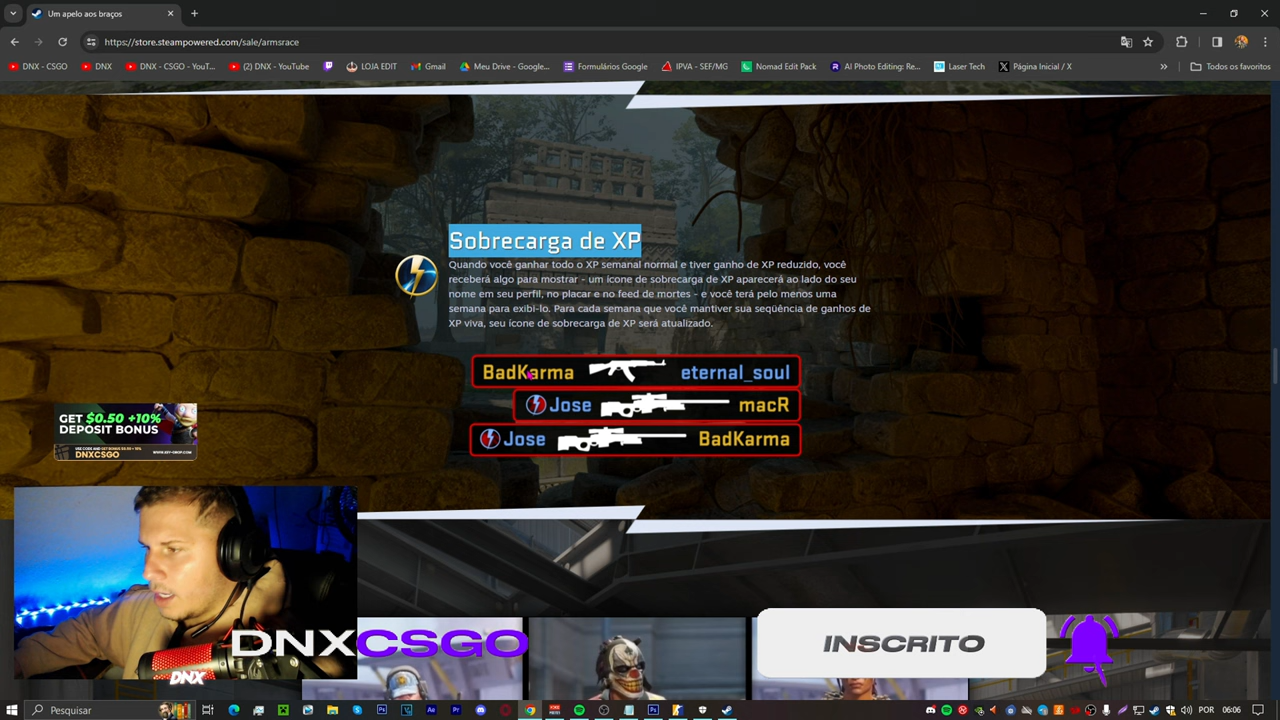 Um apelo aos braços
https://store.steampowered.com/sale/armsrace
DNX - CSGO
DNX
DNX - CSGO - YouT...
(2) DNX - YouTube
LOJA EDIT
Gmail
Meu Drive - Google...
Formulários Google
IPVA - SEF/MG
Nomad Edit Pack
AI Photo Editing: Re...
Laser Tech
Página Inicial / X
»
Todos os favoritos
Sobrecarga de XP
Quando você ganhar todo o XP semanal normal e tiver ganho de XP reduzido, você
receberá algo para mostrar - um ícone de sobrecarga de XP aparecerá ao lado do seu
nome em seu perfil, no placar e no feed de mortes - e você terá pelo menos uma
semana para exibi-lo. Para cada semana que você mantiver sua seqüência de ganhos de
XP viva, seu ícone de sobrecarga de XP será atualizado.
BadKarma eternal_soul
Jose macR
Jose BadKarma
GET $0.50 +10%
DEPOSIT BONUS
DNXCSGO
WWW.KEY-DROP.COM
DNXCSGO
DNX
INSCRITO
Pesquisar
POR
06:06